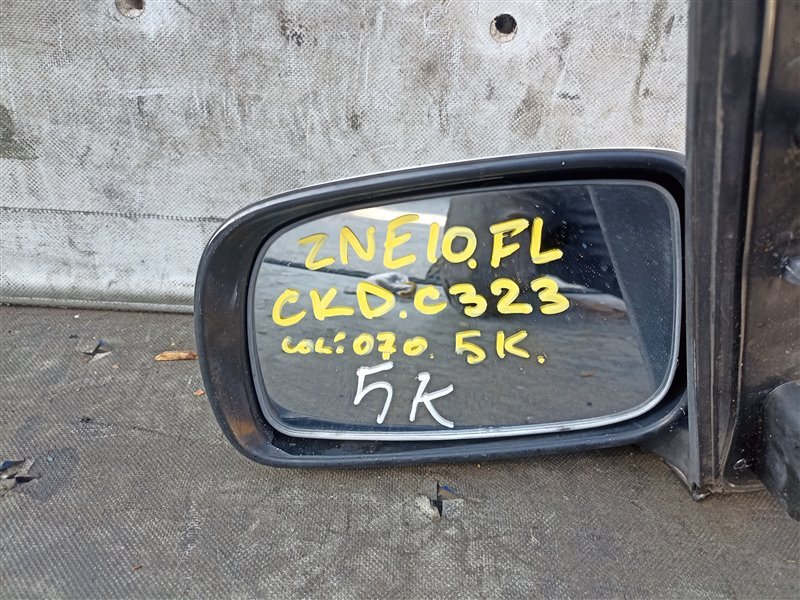 ZNE10.FL
CKD.C323
COL:070. 5K.
5K